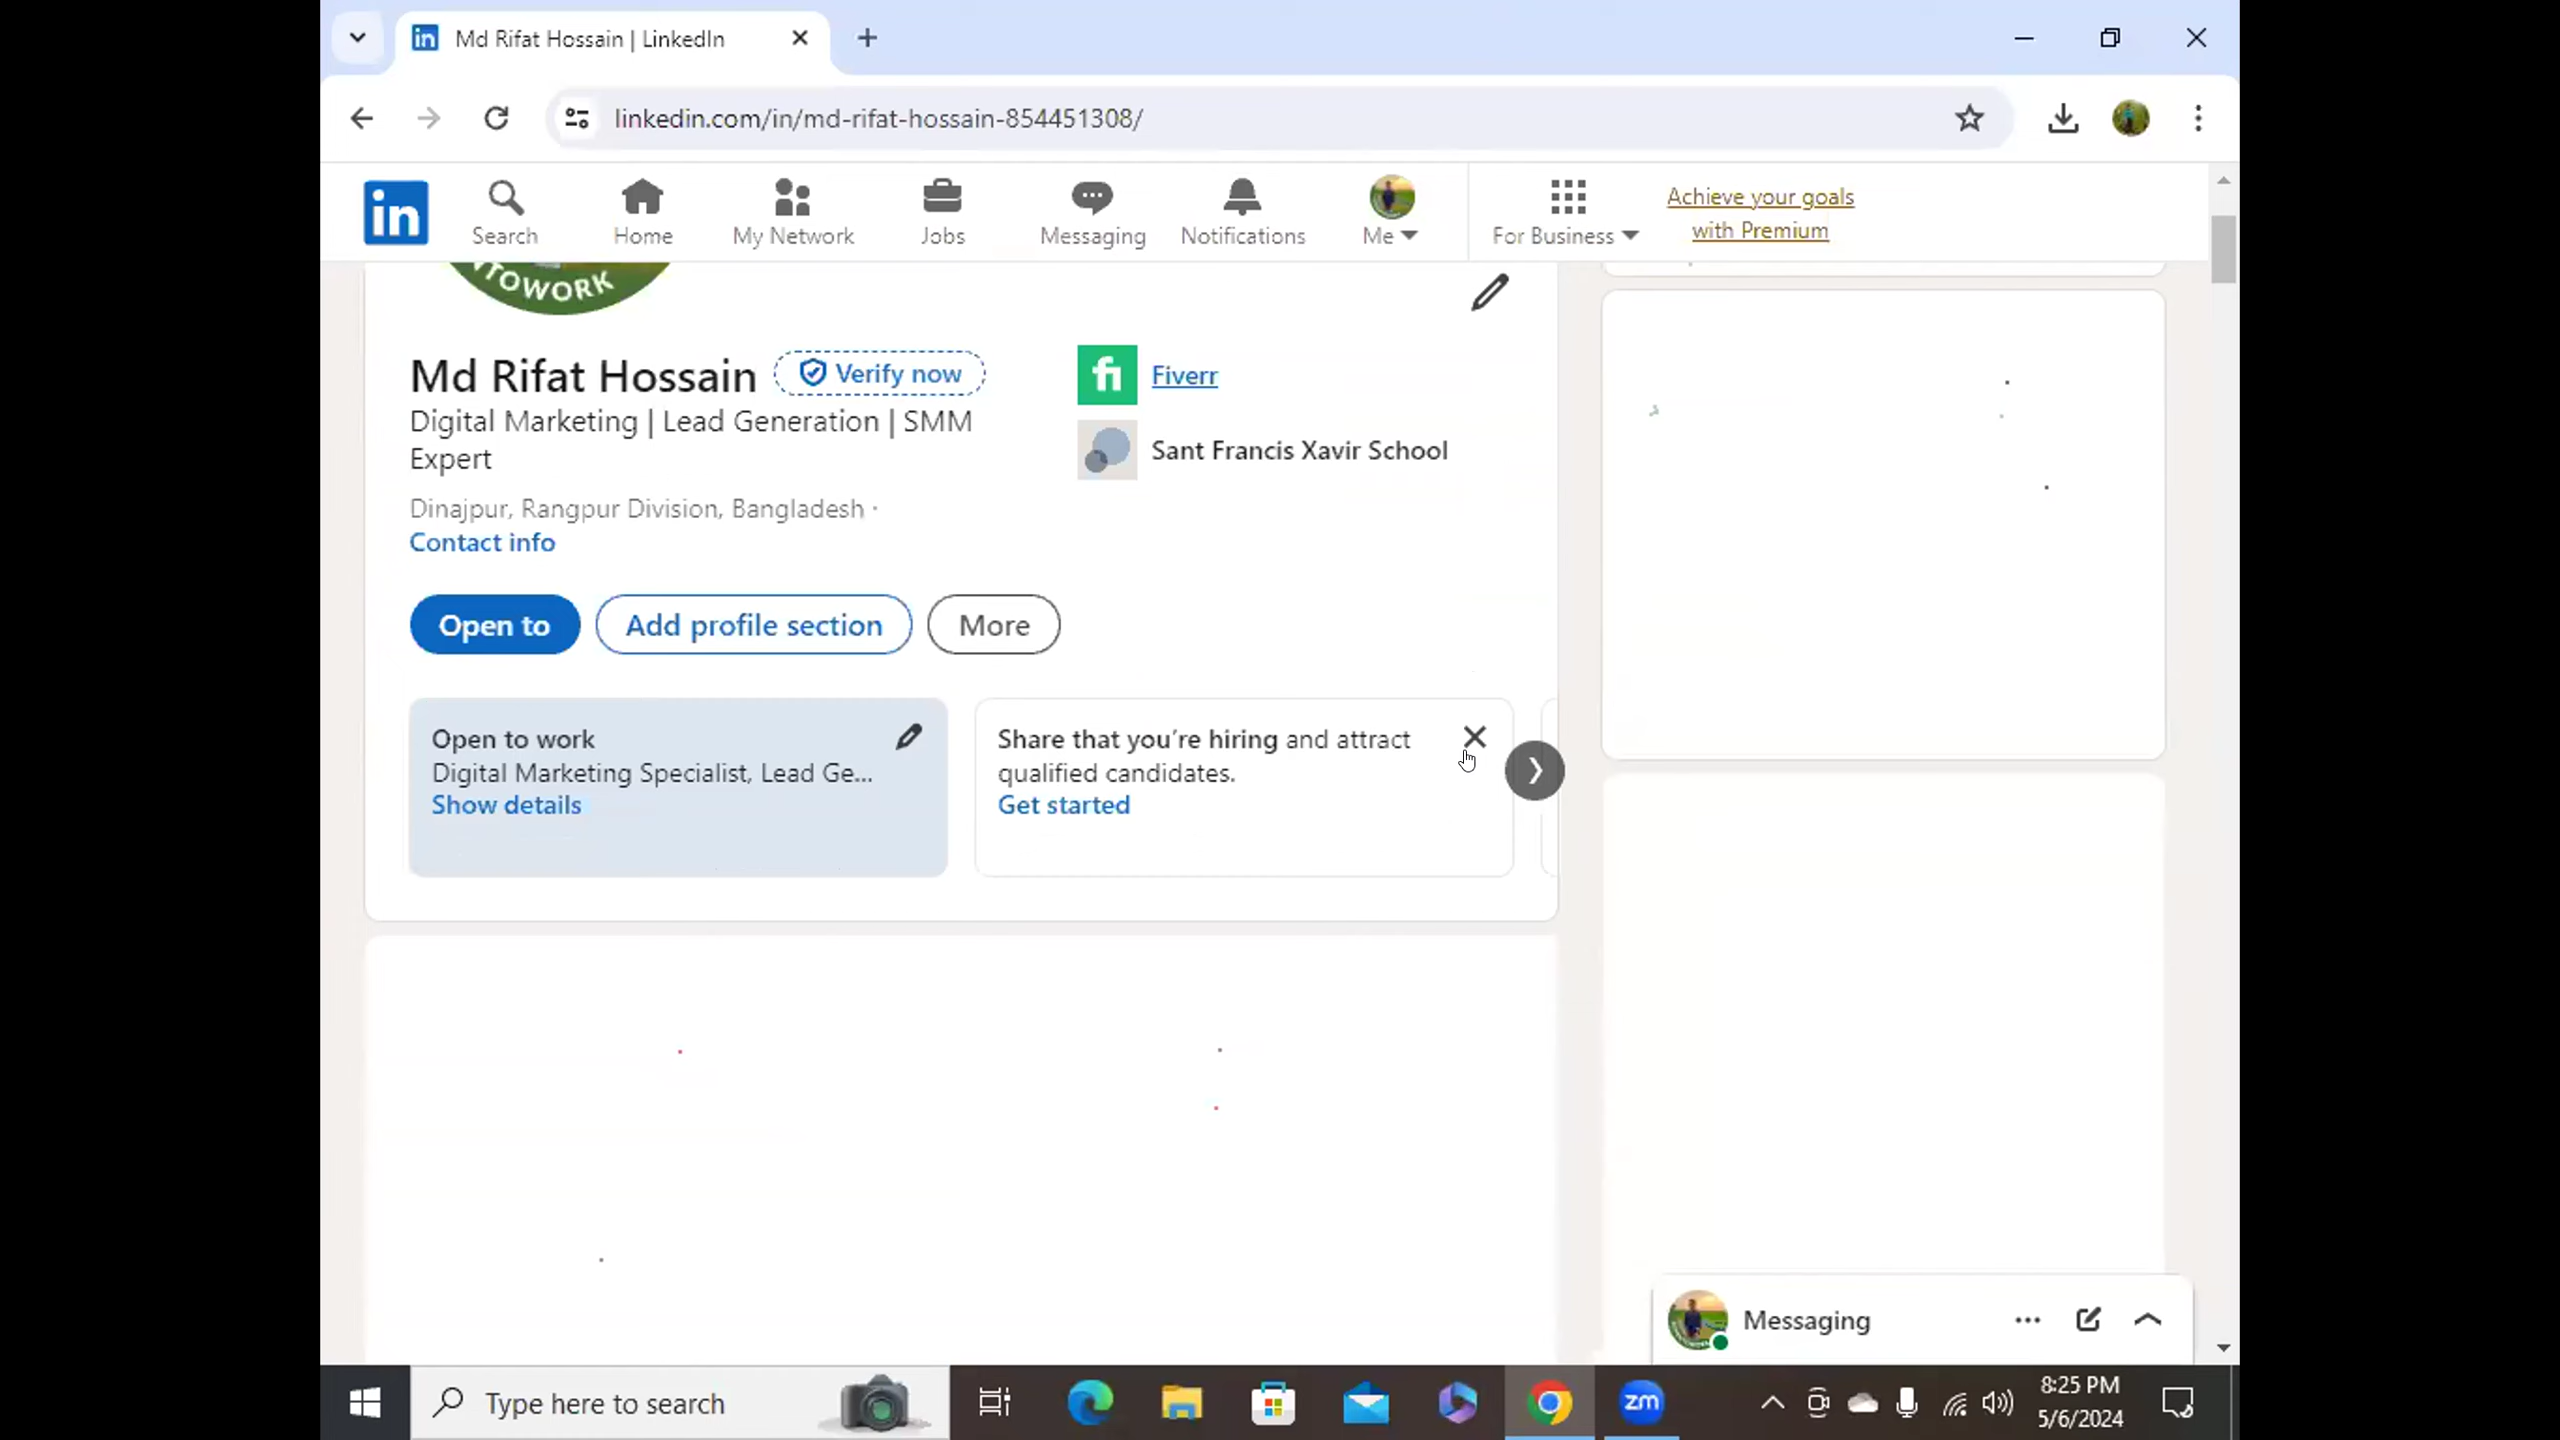 Md Rifat Hossain | LinkedIn
linkedin.com/in/md-rifat-hossain-854451308/
in
Search
Home
My Network
Jobs
Messaging
Notifications
Me
For Business
Achieve your goals
with Premium
NTOWORK
Md Rifat Hossain
Verify now
Digital Marketing | Lead Generation | SMM
Expert
Dinajpur, Rangpur Division, Bangladesh ·
Contact info
fi
Fiverr
Sant Francis Xavir School
Open to
Add profile section
More
Open to work
Digital Marketing Specialist, Lead Ge...
Show details
Share that you’re hiring and attract
qualified candidates.
Get started
Messaging
Type here to search
zm
8:25 PM
5/6/2024